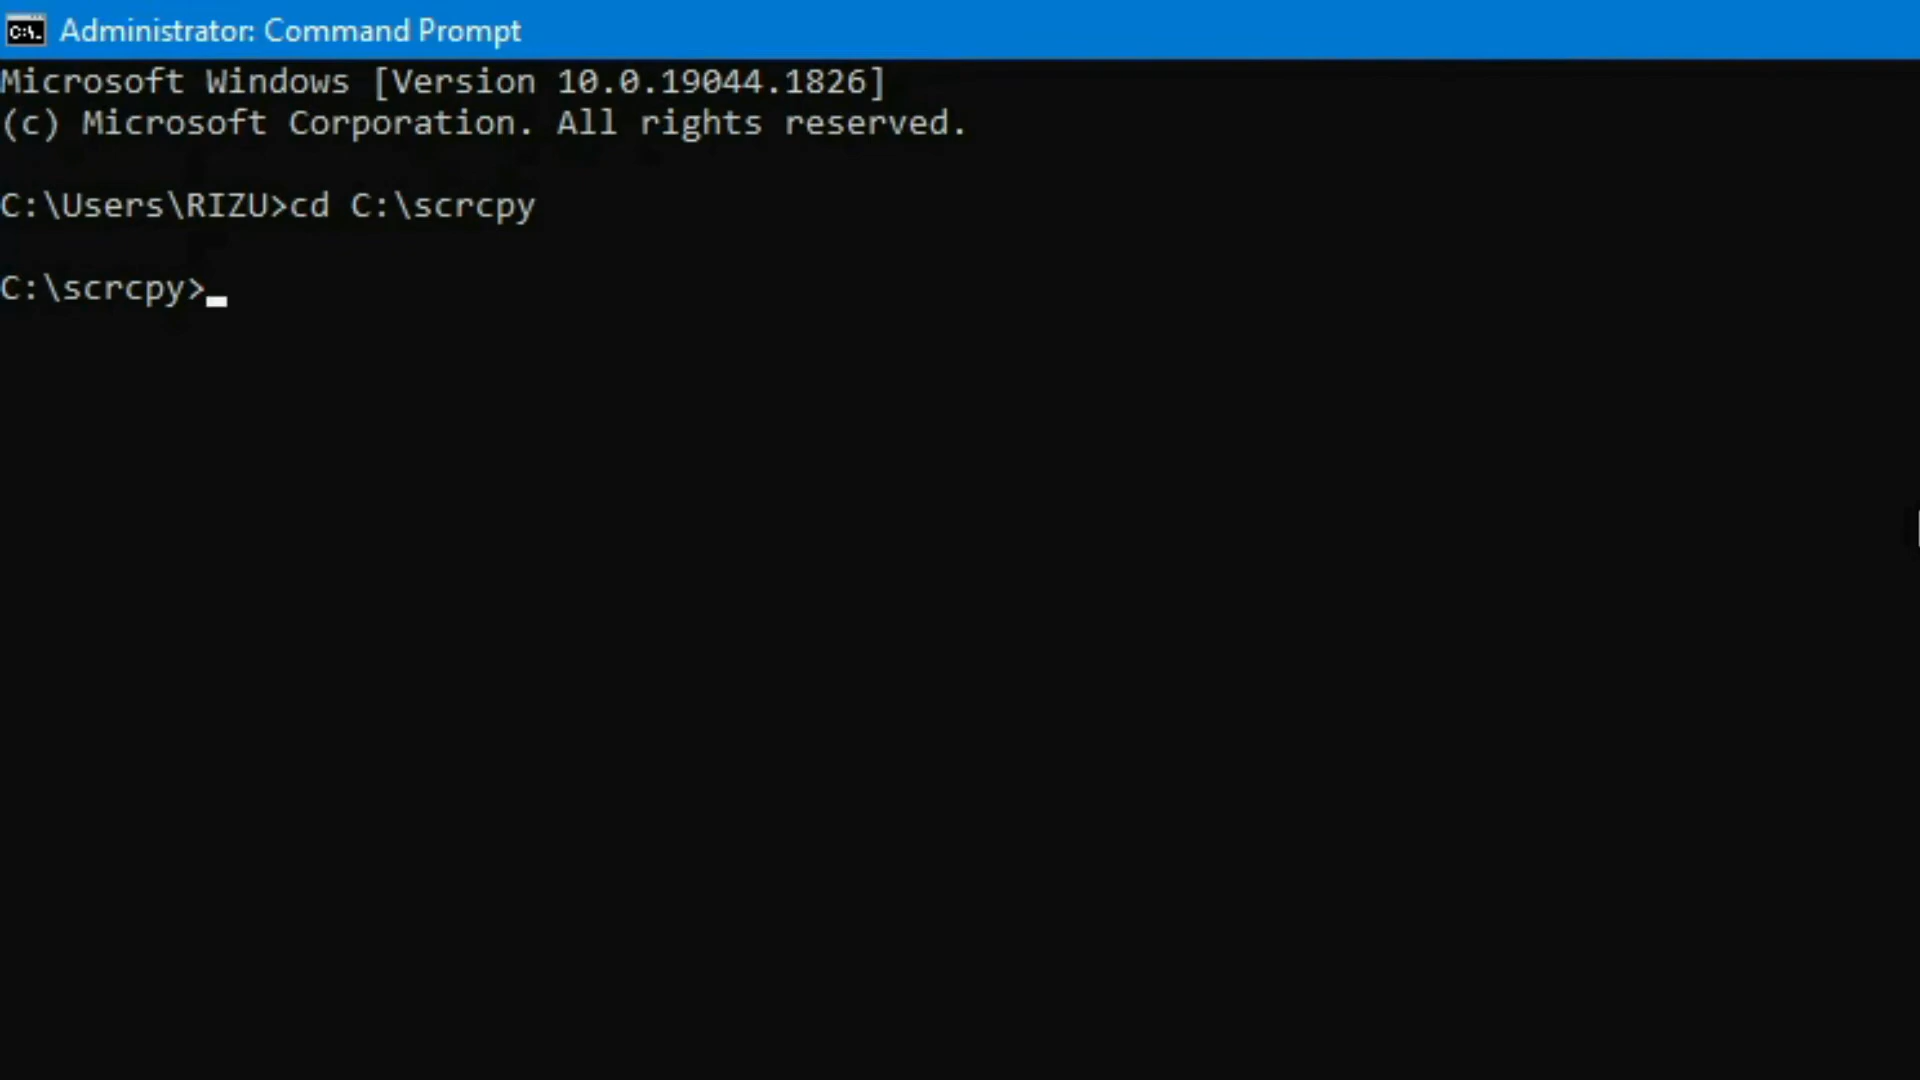 Administrator: Command Prompt
Microsoft Windows [Version 10.0.19044.1826]
(c) Microsoft Corporation. All rights reserved.
C:\Users\RIZU>cd C:\scrcpy
C:\scrcpy>